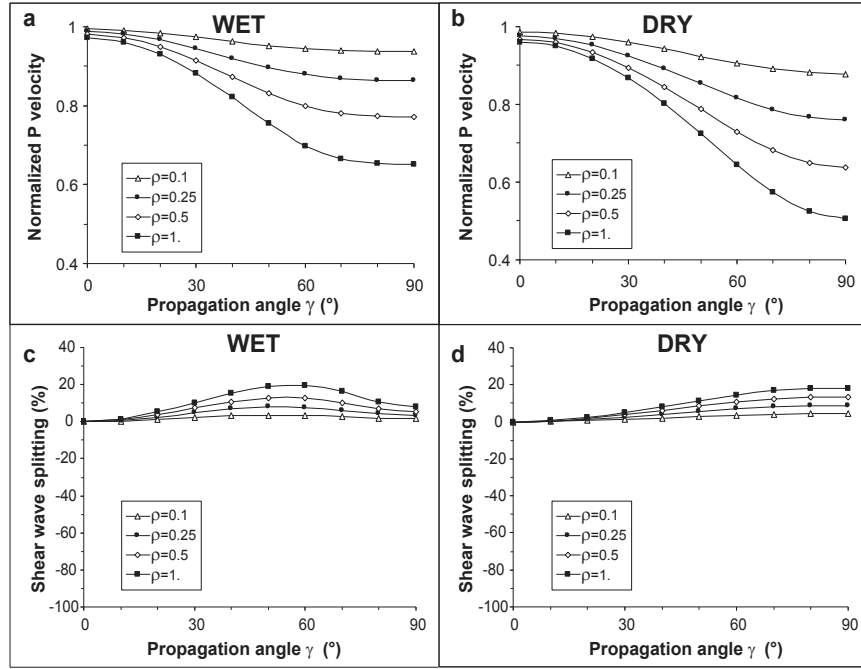 a
WET
Normalized P velocity
1
0.8
0.6
0.4
ρ=0.1
ρ=0.25
ρ=0.5
ρ=1.
0 30 60 90
Propagation angle γ (°)
b
DRY
Normalized P velocity
1
0.8
0.6
0.4
ρ=0.1
ρ=0.25
ρ=0.5
ρ=1.
0 30 60 90
Propagation angle γ (°)
c
WET
Shear wave splitting (%)
40
20
0
-20
-40
-60
-80
-100
ρ=0.1
ρ=0.25
ρ=0.5
ρ=1.
0 30 60 90
Propagation angle γ (°)
d
DRY
Shear wave splitting (%)
40
20
0
-20
-40
-60
-80
-100
ρ=0.1
ρ=0.25
ρ=0.5
ρ=1.
0 30 60 90
Propagation angle γ (°)